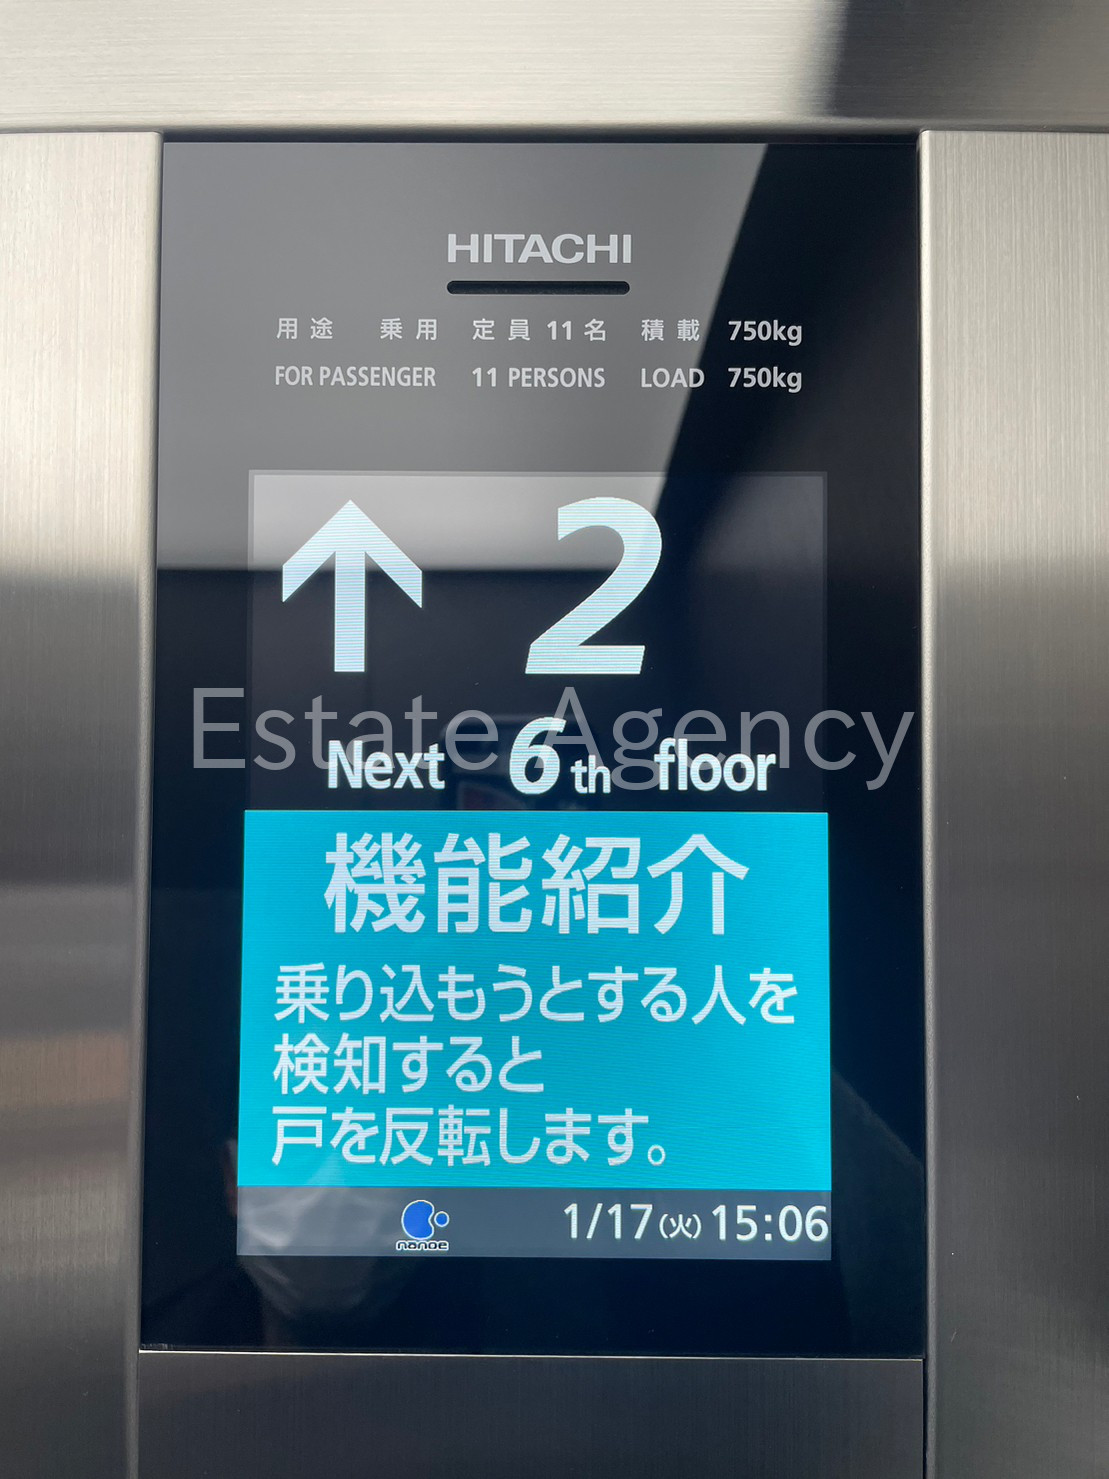 HITACHI
用途 乗用 定員 11名 積載 750kg
FOR PASSENGER 11 PERSONS LOAD 750kg
↑ 2
Estate Agency
Next 6th floor
機能紹介
乗り込もうとする人を
検知すると
戸を反転します。
nanoe 1/17(火) 15:06